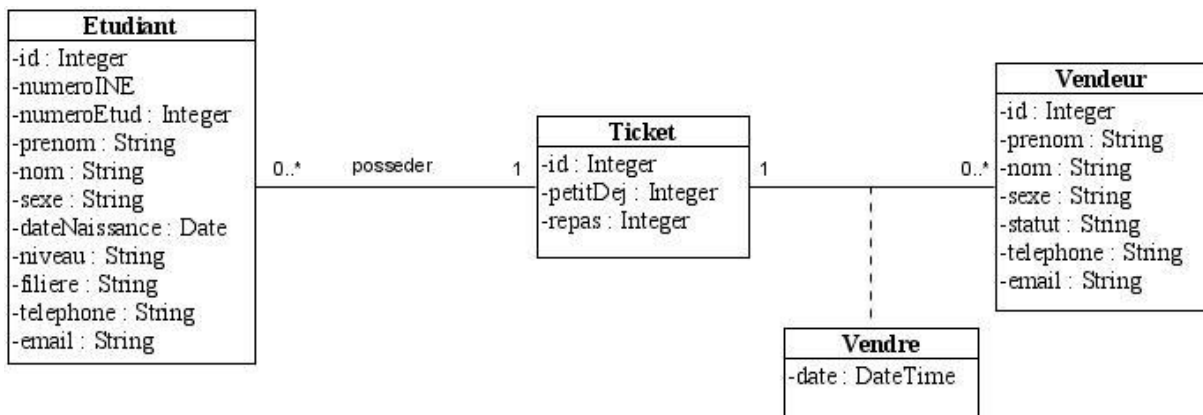 Etudiant
-id : Integer
-numeroINE
-numeroEtud : Integer
-prenom : String
-nom : String
-sexe : String
-dateNaissance : Date
-niveau : String
-filiere : String
-telephone : String
-email : String
0..*
posseder
1
Ticket
-id : Integer
-petitDej : Integer
-repas : Integer
1
0..*
Vendeur
-id : Integer
-prenom : String
-nom : String
-sexe : String
-statut : String
-telephone : String
-email : String
Vendre
-date : DateTime